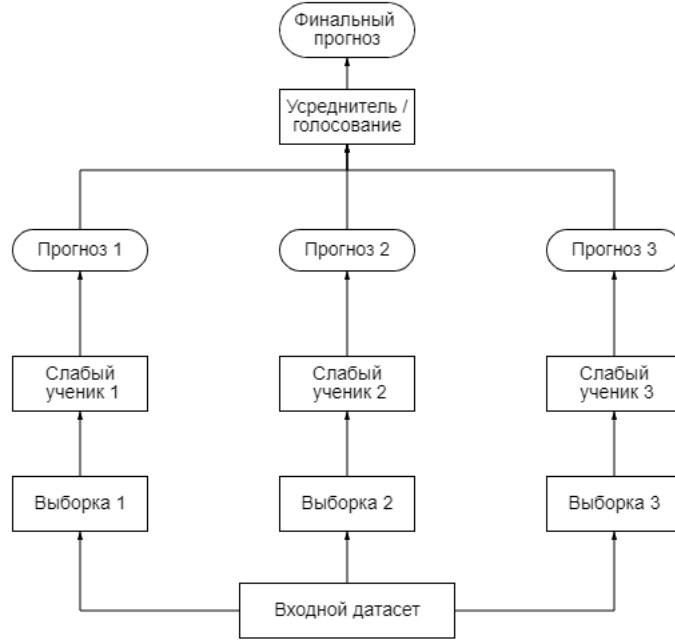 Финальный
прогноз
Усреднитель /
голосование
Прогноз 1
Прогноз 2
Прогноз 3
Слабый
ученик 1
Слабый
ученик 2
Слабый
ученик 3
Выборка 1
Выборка 2
Выборка 3
Входной датасет